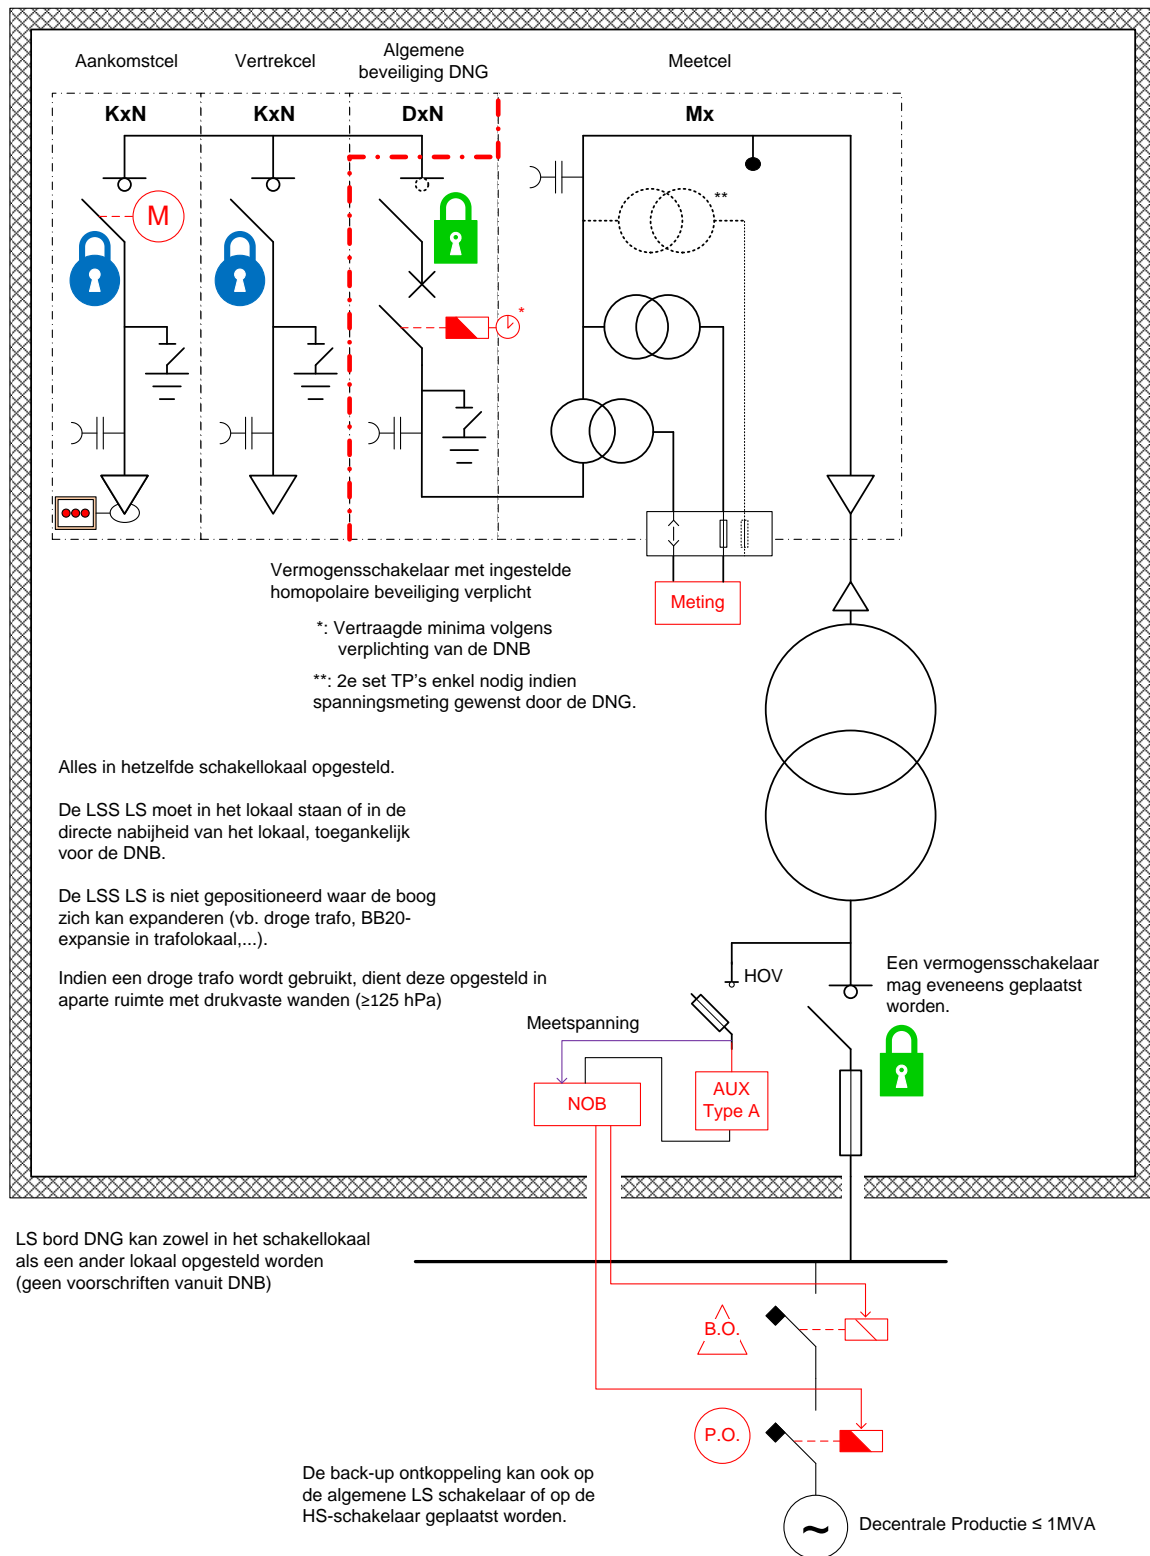 Aankomstcel
Vertrekcel
Algemene
beveiliging DNG
Meetcel
KxN
KxN
DxN
Mx
M
*
**
Meting
Vermogensschakelaar met ingestelde
homopolaire beveiliging verplicht
*: Vertraagde minima volgens
verplichting van de DNB
**: 2e set TP's enkel nodig indien
spanningsmeting gewenst door de DNG.
Alles in hetzelfde schakellokaal opgesteld.
De LSS LS moet in het lokaal staan of in de
directe nabijheid van het lokaal, toegankelijk
voor de DNB.
De LSS LS is niet gepositioneerd waar de boog
zich kan expanderen (vb. droge trafo, BB20-
expansie in trafolokaal,...).
Indien een droge trafo wordt gebruikt, dient deze opgesteld in
aparte ruimte met drukvaste wanden (≥125 hPa)
HOV
Een vermogensschakelaar
mag eveneens geplaatst
worden.
Meetspanning
NOB
AUX
Type A
LS bord DNG kan zowel in het schakellokaal
als een ander lokaal opgesteld worden
(geen voorschriften vanuit DNB)
B.O.
P.O.
De back-up ontkoppeling kan ook op
de algemene LS schakelaar of op de
HS-schakelaar geplaatst worden.
~
Decentrale Productie ≤ 1MVA